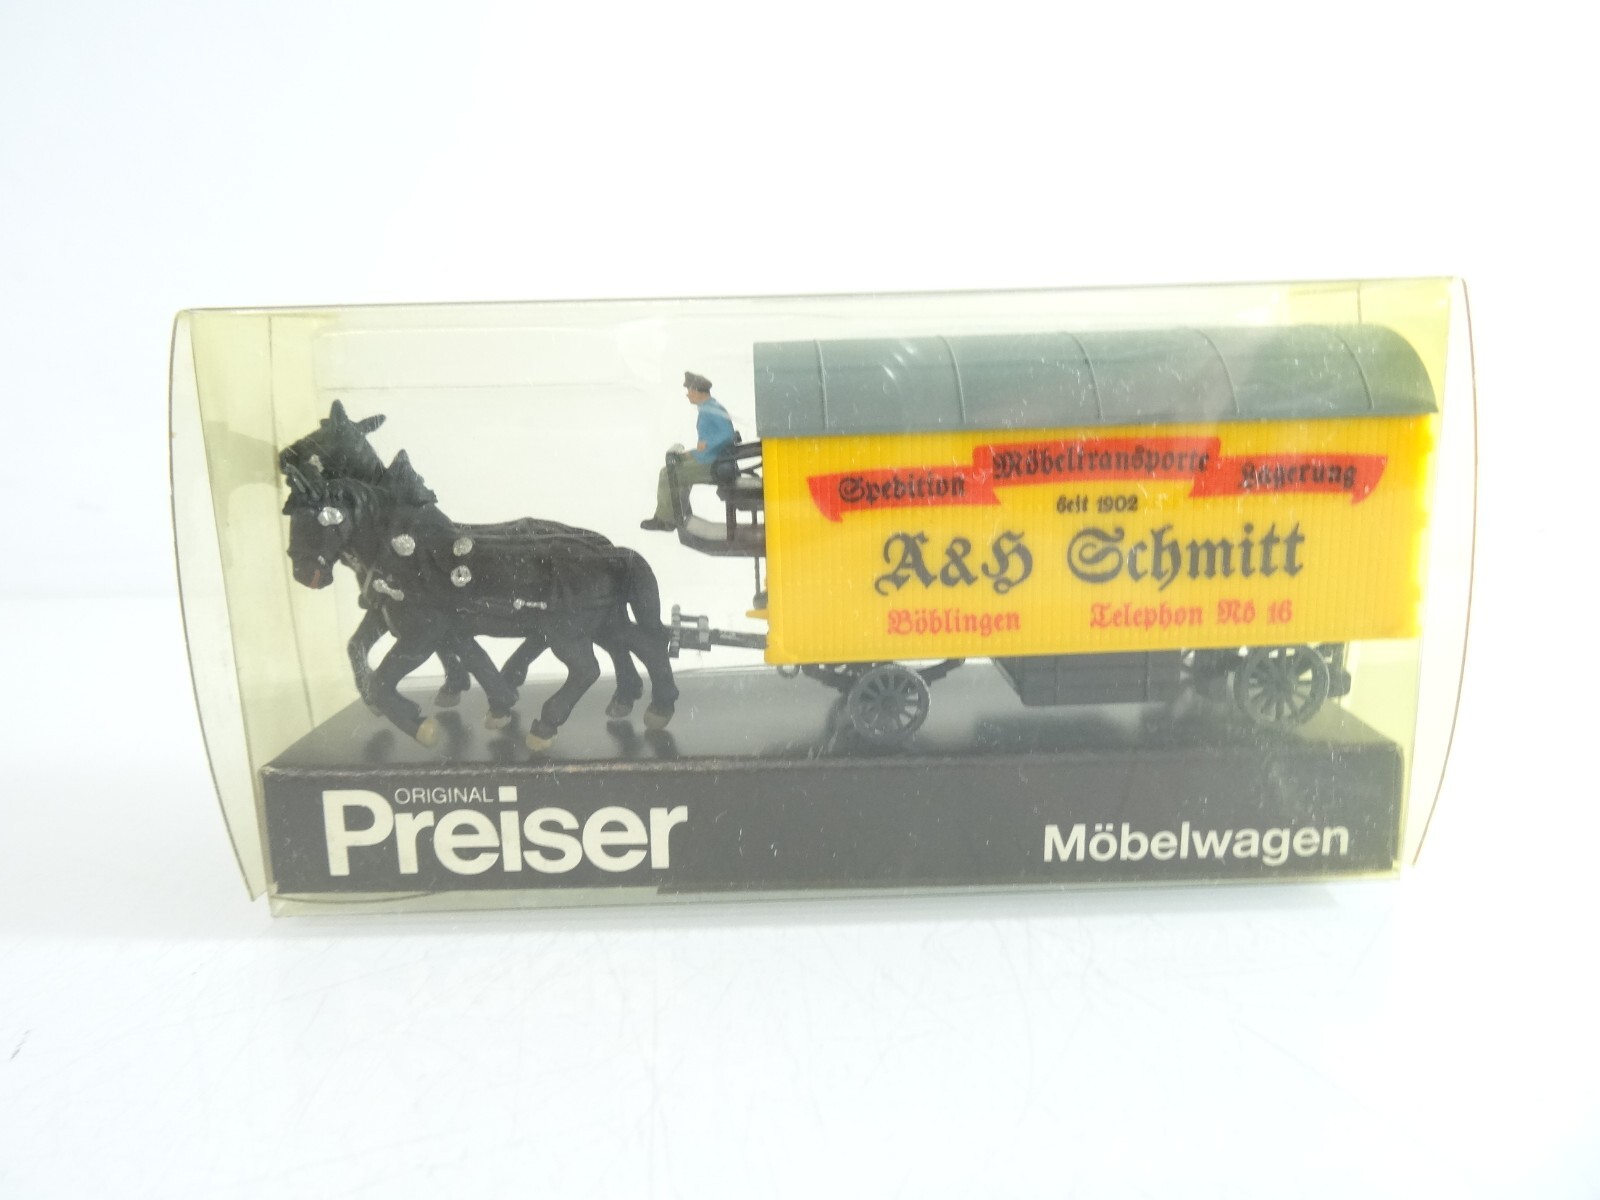 Spedition Möbeltransporte Lagerung
Seit 1902
A&H Schmitt
Böblingen Telephon No 16
ORIGINAL
Preiser
Möbelwagen